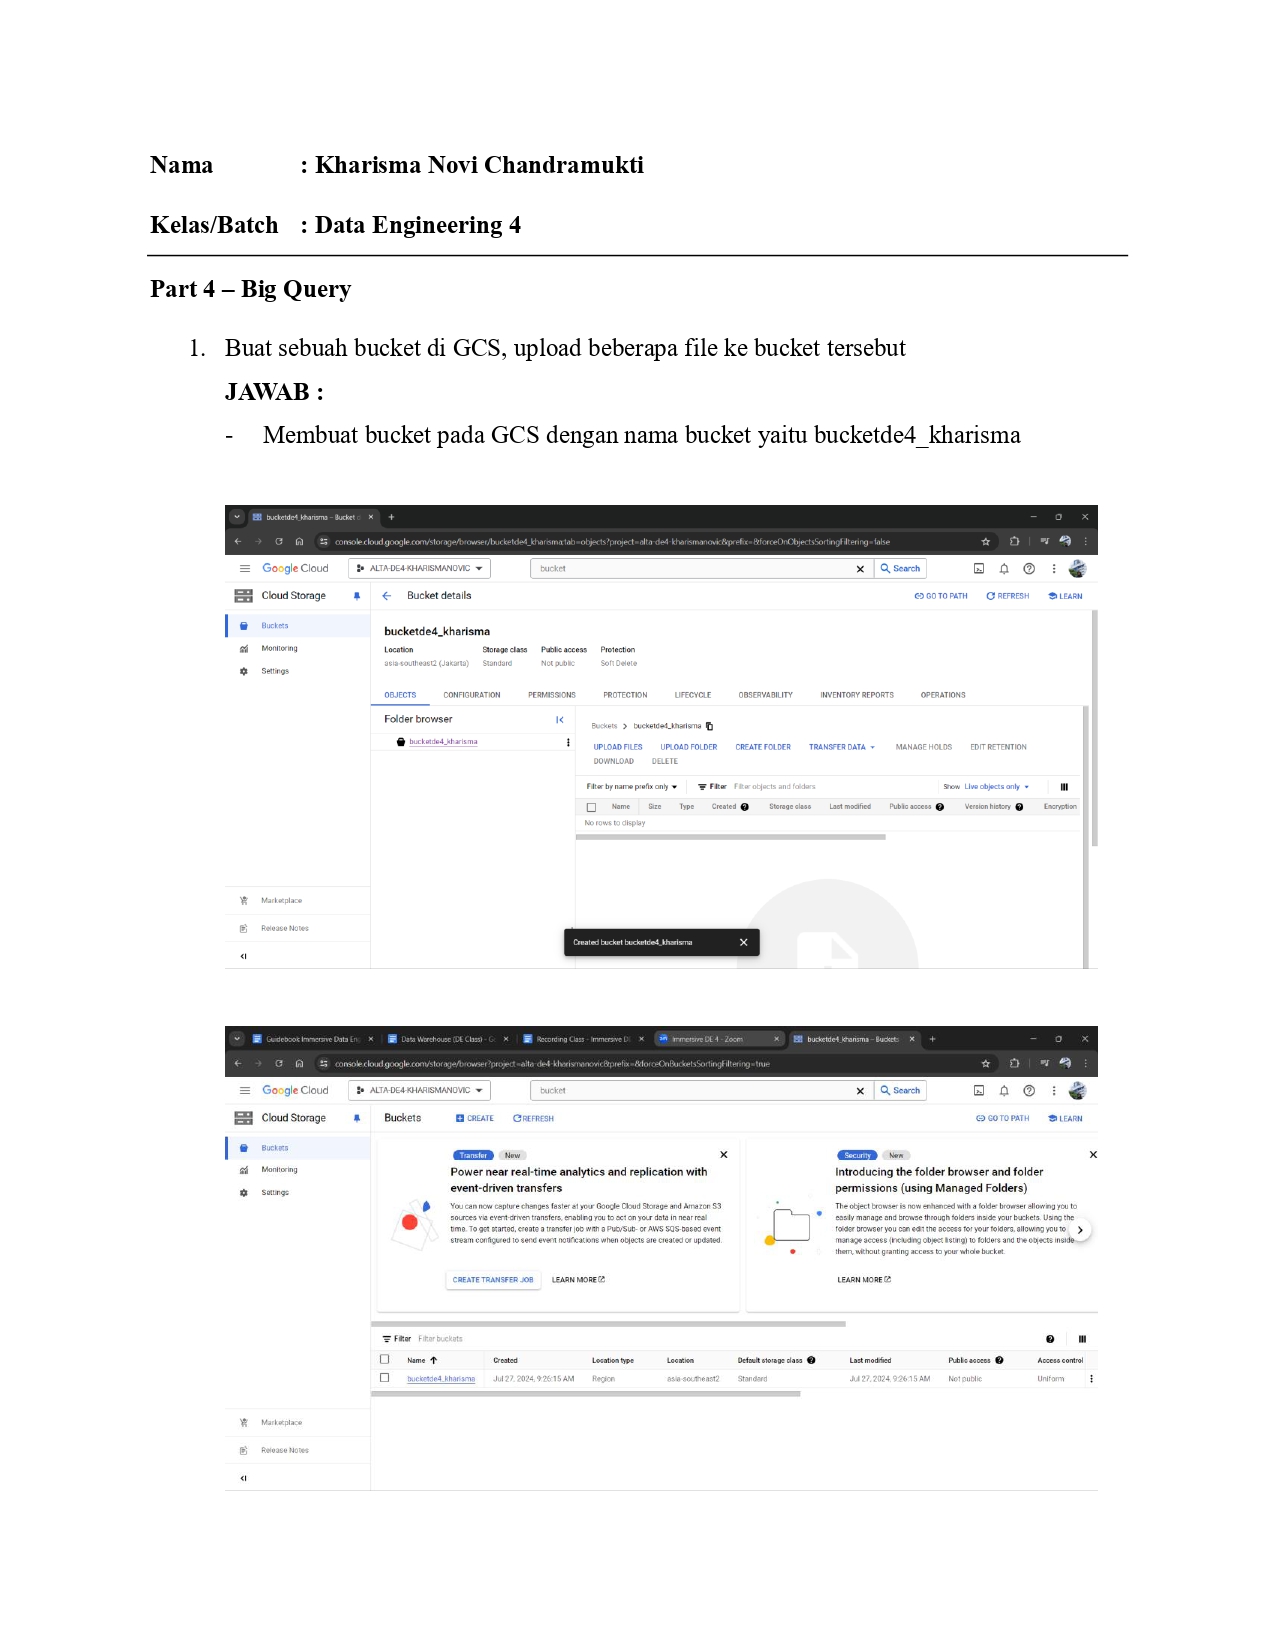 Nama : Kharisma Novi Chandramukti
Kelas/Batch : Data Engineering 4
Part 4 – Big Query
1. Buat sebuah bucket di GCS, upload beberapa file ke bucket tersebut
JAWAB :
- Membuat bucket pada GCS dengan nama bucket yaitu bucketde4_kharisma
bucketde4_kharisma – Bucket d
console.cloud.google.com/storage/browser/bucketde4_kharisma;tab=objects?project=alta-de4-kharismanovic&prefix=&forceOnObjectsSortingFiltering=false
Google Cloud ALTA-DE4-KHARISMANOVIC bucket Search
Cloud Storage Bucket details GO TO PATH REFRESH LEARN
Buckets
Monitoring
Settings
bucketde4_kharisma
Location Storage class Public access Protection
asia-southeast2 (Jakarta) Standard Not public Soft Delete
OBJECTS CONFIGURATION PERMISSIONS PROTECTION LIFECYCLE OBSERVABILITY INVENTORY REPORTS OPERATIONS
Folder browser
bucketde4_kharisma
Buckets > bucketde4_kharisma
UPLOAD FILES UPLOAD FOLDER CREATE FOLDER TRANSFER DATA MANAGE HOLDS EDIT RETENTION
DOWNLOAD DELETE
Filter by name prefix only Filter Filter objects and folders Show Live objects only
Name Size Type Created Storage class Last modified Public access Version history Encryption
No rows to display
Marketplace
Release Notes
Created bucket bucketde4_kharisma
Guidebook Immersive Data Eng Data Warehouse (DE Class) - Go Recording Class - Immersive DE Immersive DE 4 - Zoom bucketde4_kharisma – Buckets
console.cloud.google.com/storage/browser?project=alta-de4-kharismanovic&prefix=&forceOnBucketsSortingFiltering=true
Google Cloud ALTA-DE4-KHARISMANOVIC bucket Search
Cloud Storage Buckets CREATE REFRESH GO TO PATH LEARN
Buckets
Monitoring
Settings
Transfer New
Power near real-time analytics and replication with
event-driven transfers
You can now capture changes faster at your Google Cloud Storage and Amazon S3
sources via event-driven transfers, enabling you to act on your data in near real
time. To get started, create a transfer job with a Pub/Sub- or AWS SQS-based event
stream configured to send event notifications when objects are created or updated.
CREATE TRANSFER JOB LEARN MORE
Security New
Introducing the folder browser and folder
permissions (using Managed Folders)
The object browser is now enhanced with a folder browser allowing you to
easily manage and browse through folders inside your buckets. Using the
folder browser you can edit the access for your folders, allowing you to
manage access (including object listing) to folders and the objects inside
them, without granting access to your whole bucket.
LEARN MORE
Filter Filter buckets
Name Created Location type Location Default storage class Last modified Public access Access control
bucketde4_kharisma Jul 27, 2024, 9:26:15 AM Region asia-southeast2 Standard Jul 27, 2024, 9:26:15 AM Not public Uniform
Marketplace
Release Notes